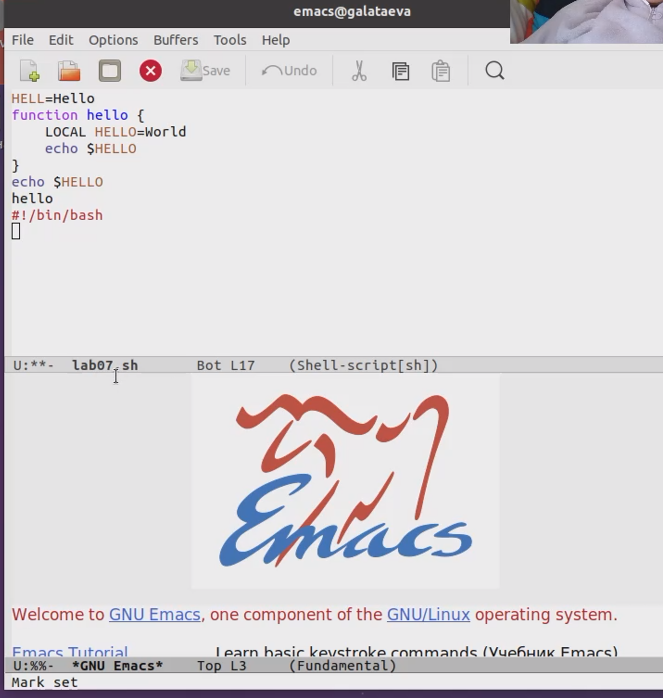 emacs@galataeva
File Edit Options Buffers Tools Help
Save Undo
HELL=Hello
function hello {
    LOCAL HELLO=World
    echo $HELLO
}
echo $HELLO
hello
#!/bin/bash
U:**-  lab07.sh       Bot L17    (Shell-script[sh])
Emacs
Welcome to GNU Emacs, one component of the GNU/Linux operating system.
Emacs Tutorial Learn basic keystroke commands (Учебник Emacs)
U:%%-  *GNU Emacs*    Top L3     (Fundamental)
Mark set